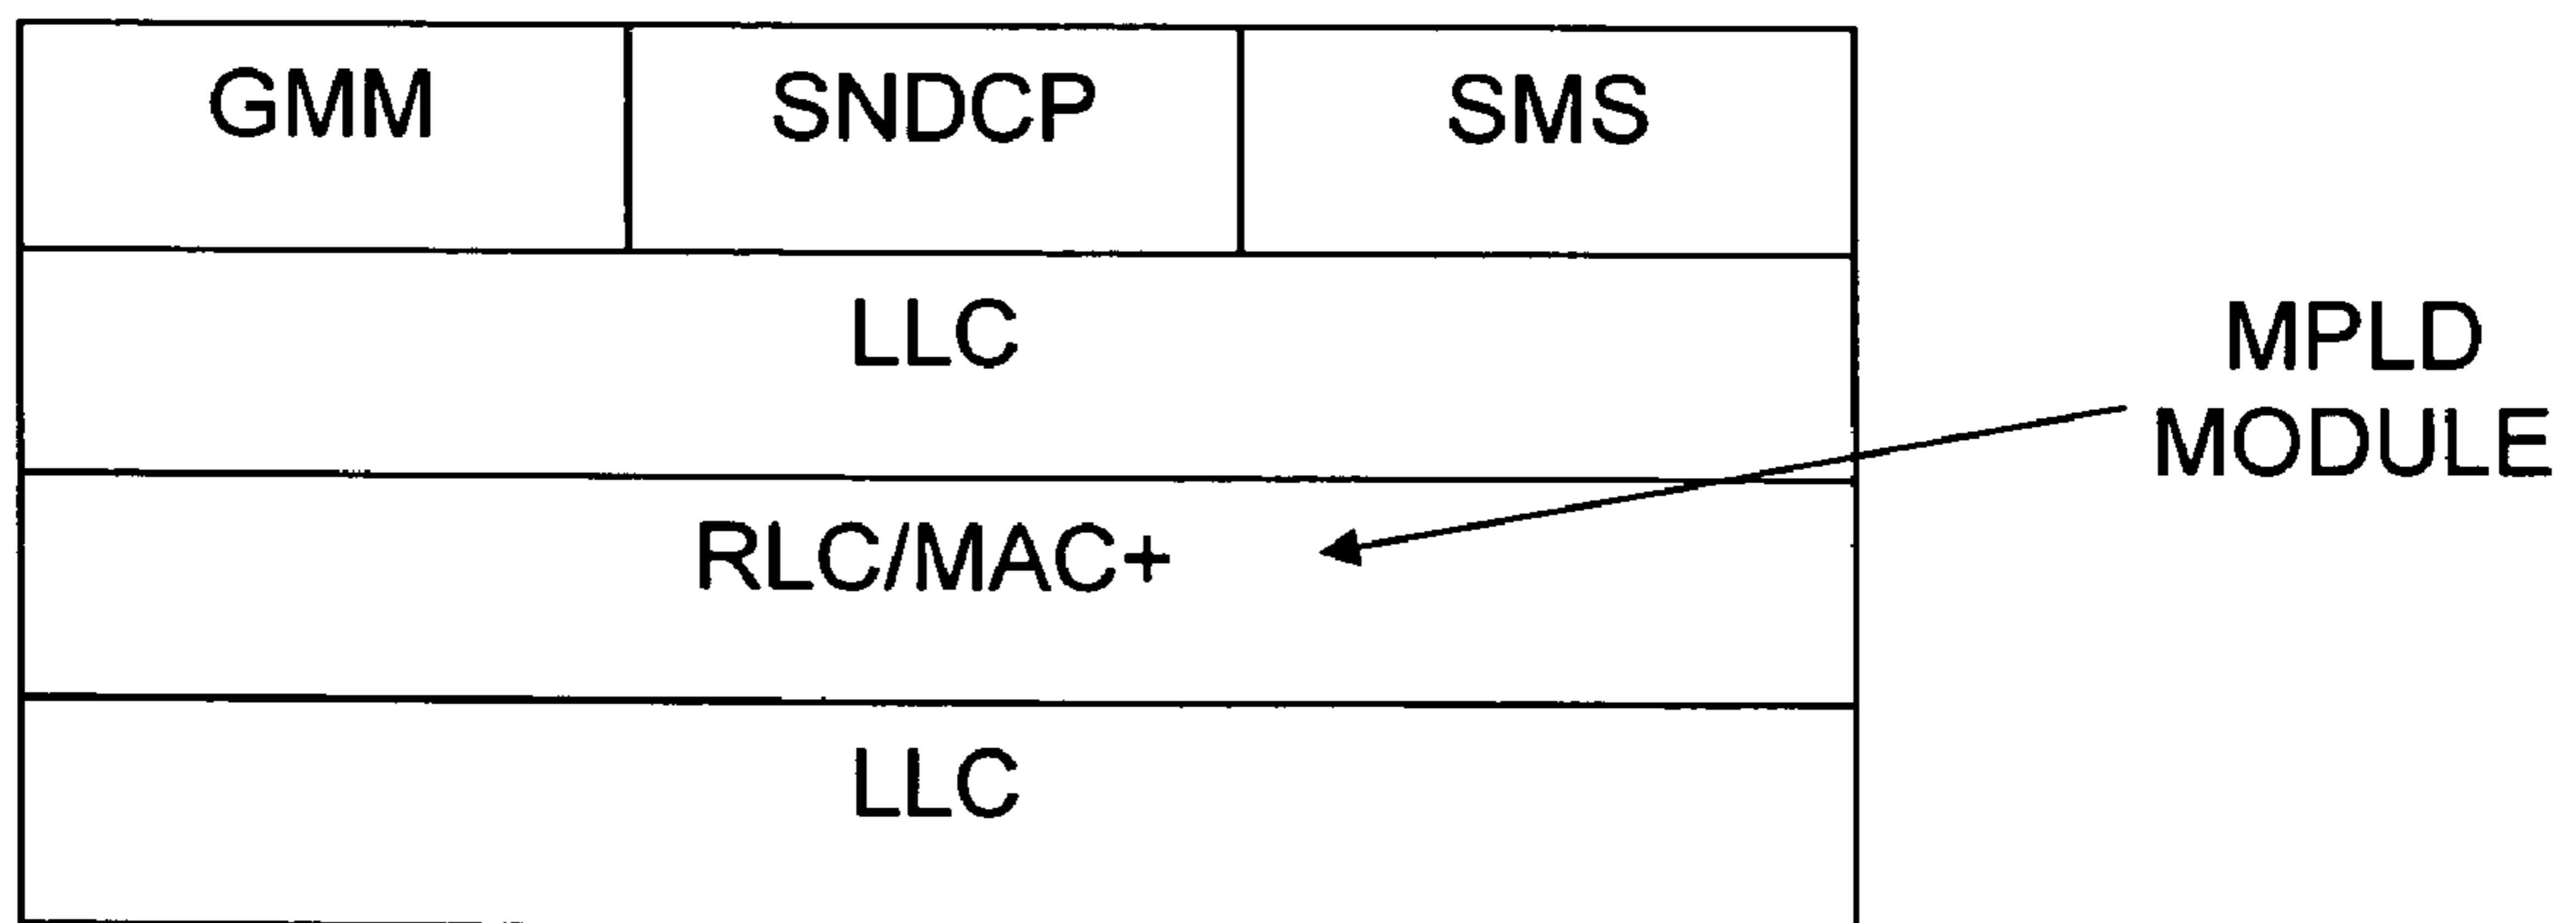 GMM SNDCP SMS
LLC
MPLD
MODULE
RLC/MAC+
LLC